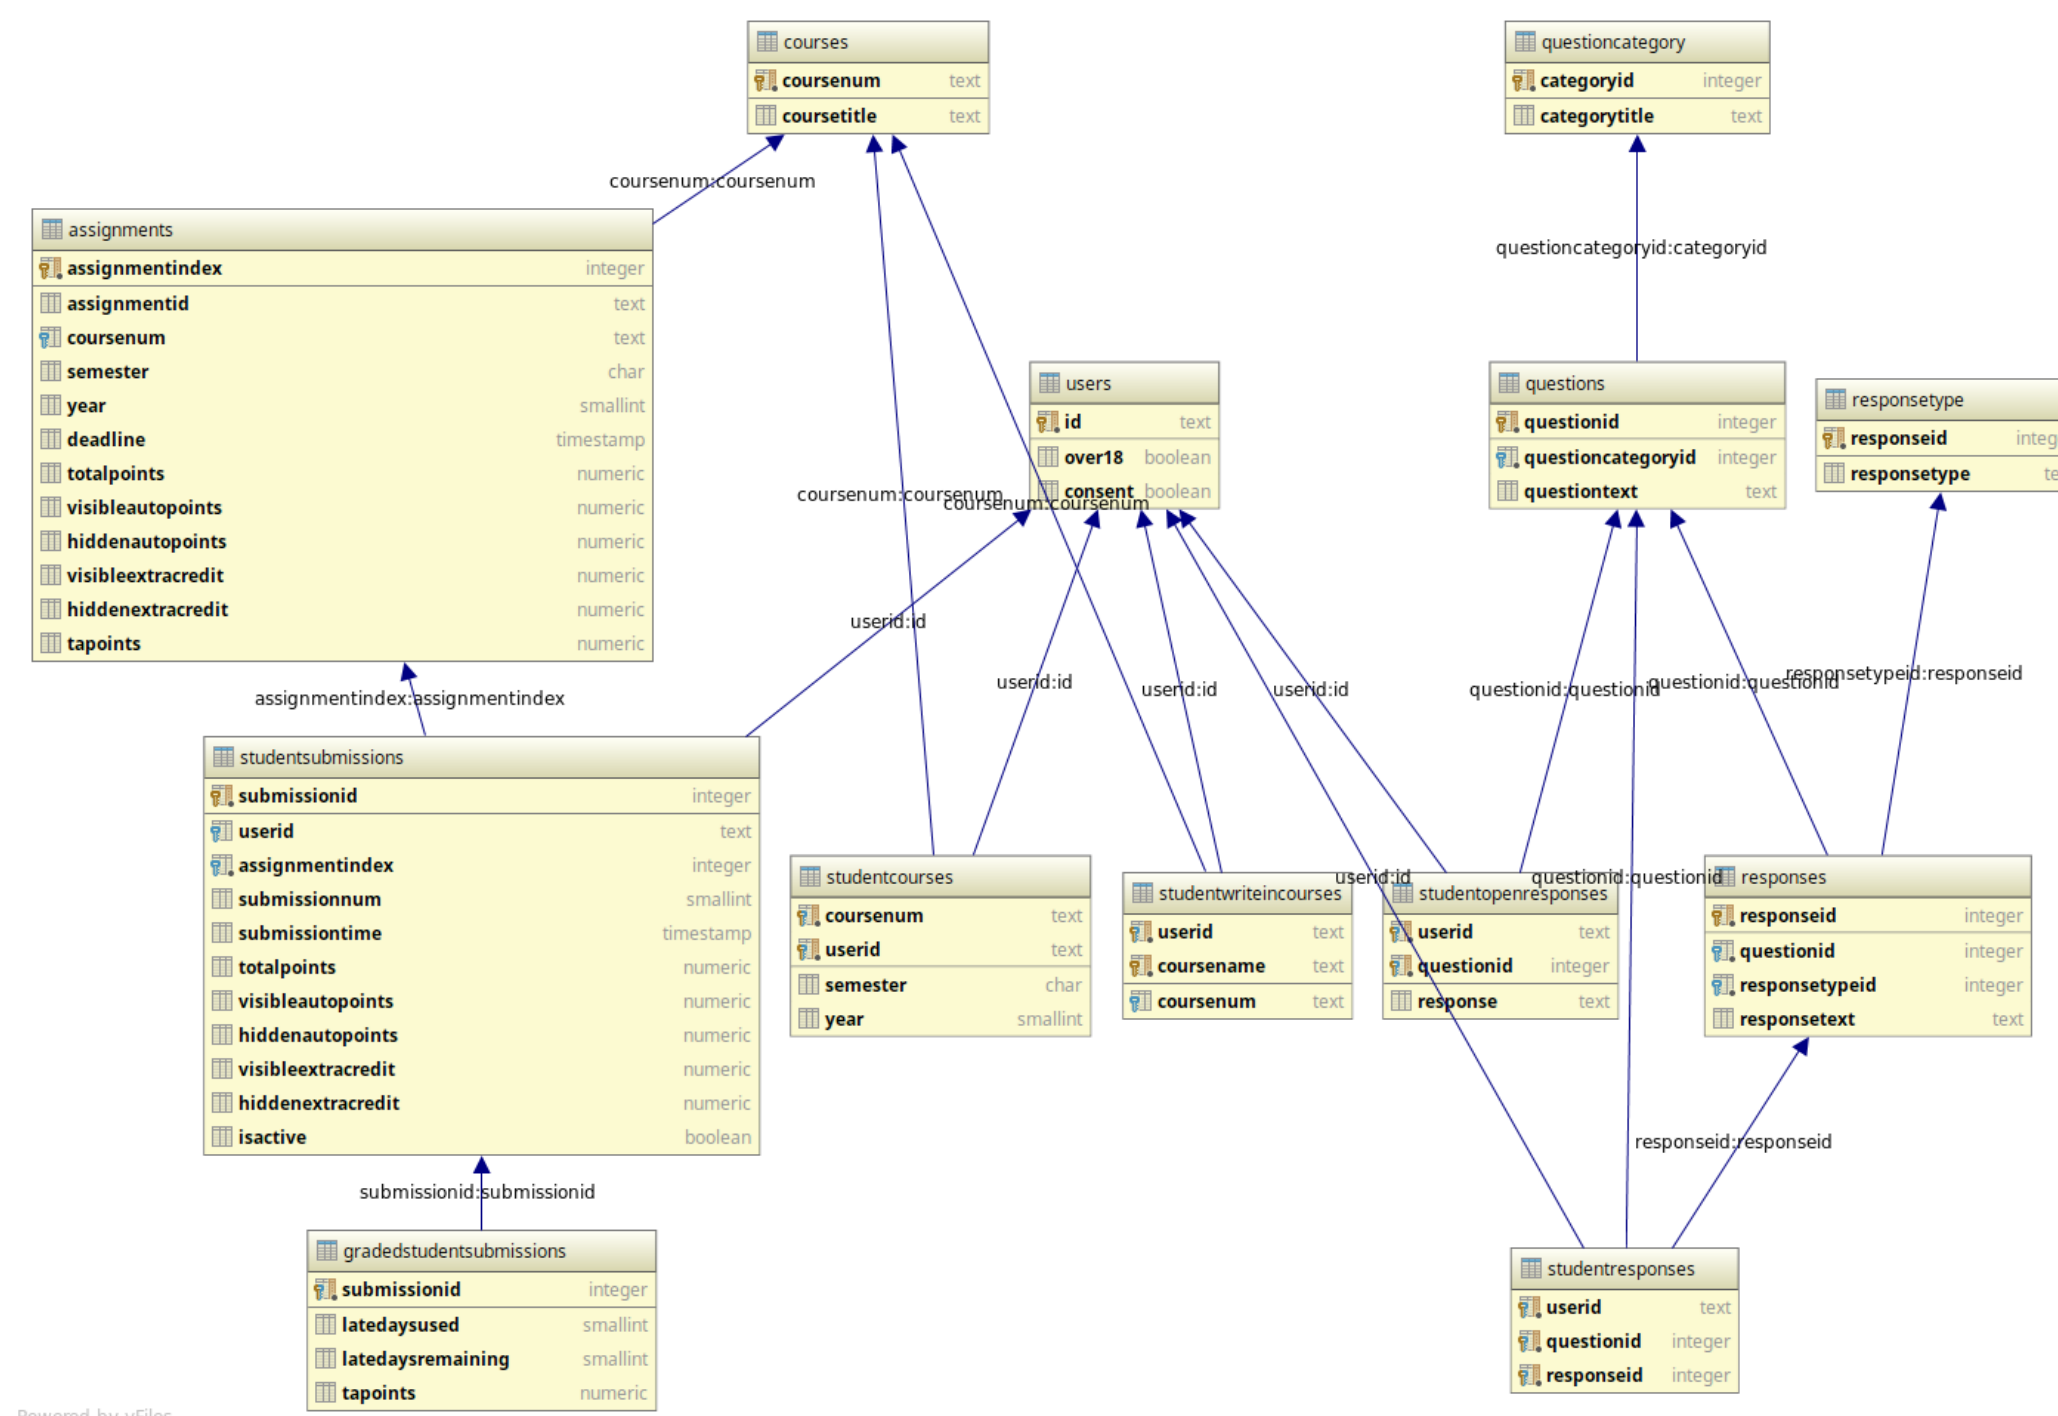 courses
coursenum text
coursetitle text
questioncategory
categoryid integer
categorytitle text
coursenum:coursenum
questioncategoryid:categoryid
assignments
assignmentindex integer
assignmentid text
coursenum text
semester char
year smallint
deadline timestamp
totalpoints numeric
visibleautopoints numeric
hiddenautopoints numeric
visibleextracredit numeric
hiddenextracredit numeric
tapoints numeric
users
id text
over18 boolean
consent boolean
questions
questionid integer
questioncategoryid integer
questiontext text
responsetype
responseid integ
responsetype te
coursenum:coursenum
coursenum:coursenum
userid:id
userid:id
userid:id
userid:id
questionid:questionid
questionid:questionid
responsetypeid:responseid
assignmentindex:assignmentindex
studentsubmissions
submissionid integer
userid text
assignmentindex integer
submissionnum smallint
submissiontime timestamp
totalpoints numeric
visibleautopoints numeric
hiddenautopoints numeric
visibleextracredit numeric
hiddenextracredit numeric
isactive boolean
studentcourses
coursenum text
userid text
semester char
year smallint
studentwriteincourses
userid text
coursename text
coursenum text
userid:id
studentopenresponses
userid text
questionid integer
response text
questionid:questionid
responses
responseid integer
questionid integer
responsetypeid integer
responsetext text
responseid:responseid
submissionid:submissionid
gradedstudentsubmissions
submissionid integer
latedaysused smallint
latedaysremaining smallint
tapoints numeric
studentresponses
userid text
questionid integer
responseid integer
Powered by yFiles